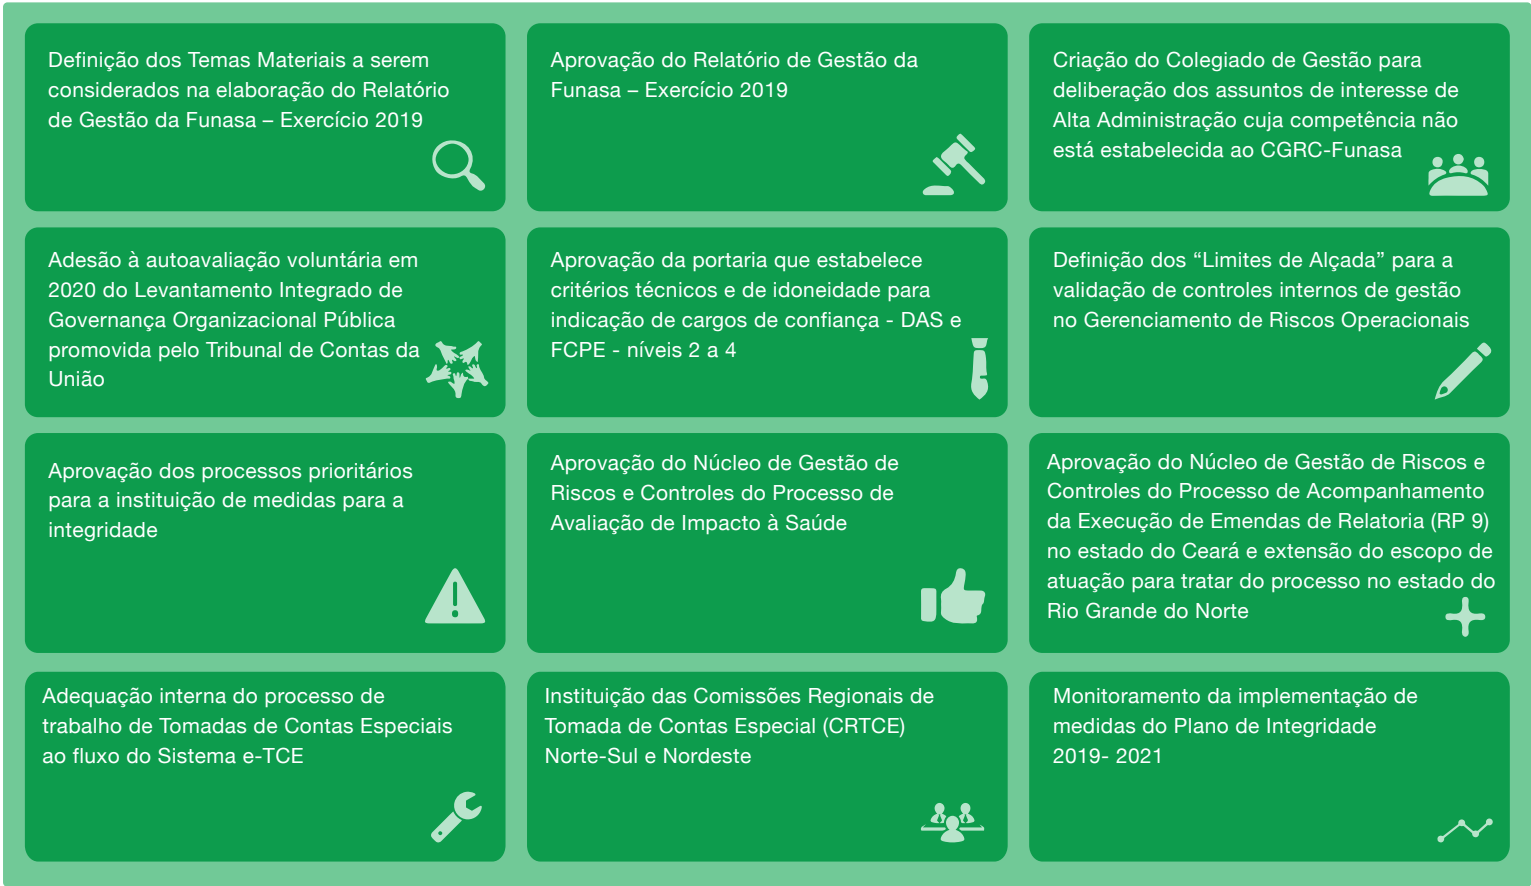 Definição dos Temas Materiais a serem
considerados na elaboração do Relatório
de Gestão da Funasa – Exercício 2019
Aprovação do Relatório de Gestão da
Funasa – Exercício 2019
Criação do Colegiado de Gestão para
deliberação dos assuntos de interesse de
Alta Administração cuja competência não
está estabelecida ao CGRC-Funasa
Adesão à autoavaliação voluntária em
2020 do Levantamento Integrado de
Governança Organizacional Pública
promovida pelo Tribunal de Contas da
União
Aprovação da portaria que estabelece
critérios técnicos e de idoneidade para
indicação de cargos de confiança - DAS e
FCPE - níveis 2 a 4
Definição dos “Limites de Alçada” para a
validação de controles internos de gestão
no Gerenciamento de Riscos Operacionais
Aprovação dos processos prioritários
para a instituição de medidas para a
integridade
Aprovação do Núcleo de Gestão de
Riscos e Controles do Processo de
Avaliação de Impacto à Saúde
Aprovação do Núcleo de Gestão de Riscos e
Controles do Processo de Acompanhamento
da Execução de Emendas de Relatoria (RP 9)
no estado do Ceará e extensão do escopo de
atuação para tratar do processo no estado do
Rio Grande do Norte
Adequação interna do processo de
trabalho de Tomadas de Contas Especiais
ao fluxo do Sistema e-TCE
Instituição das Comissões Regionais de
Tomada de Contas Especial (CRTCE)
Norte-Sul e Nordeste
Monitoramento da implementação de
medidas do Plano de Integridade
2019- 2021